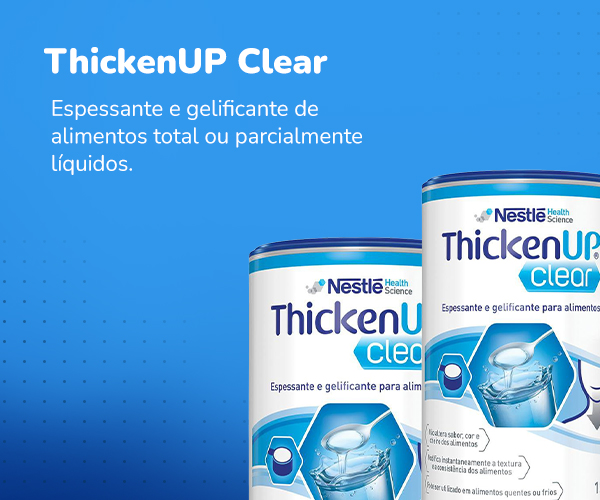 ThickenUP Clear
Espessante e gelificante de
alimentos total ou parcialmente
líquidos.
Nestlé Health
Science
ThickenUP®
clear
Espessante e gelificante para alimentos
Não altera sabor, cor e
cheiro dos alimentos
Modifica instantaneamente a textura
e a consistência dos alimentos
Pode ser utilizado em alimentos quentes ou frios
Nestlé Health
Science
ThickenU
clea
Espessante e gelificante para alim